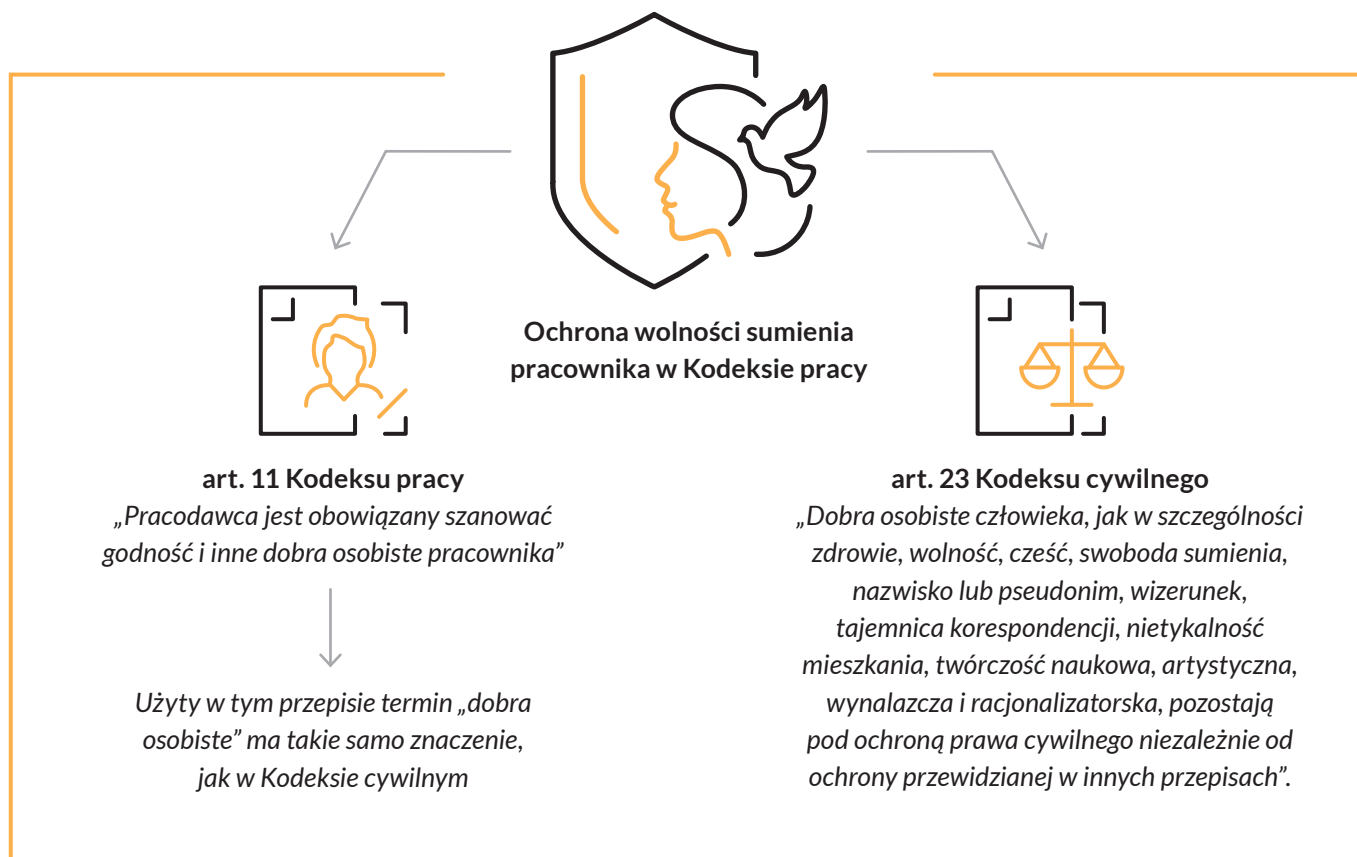 Ochrona wolności sumienia
pracownika w Kodeksie pracy
art. 11 Kodeksu pracy
„Pracodawca jest obowiązany szanować
godność i inne dobra osobiste pracownika”
Użyty w tym przepisie termin „dobra
osobiste” ma takie samo znaczenie,
jak w Kodeksie cywilnym
art. 23 Kodeksu cywilnego
„Dobra osobiste człowieka, jak w szczególności
zdrowie, wolność, cześć, swoboda sumienia,
nazwisko lub pseudonim, wizerunek,
tajemnica korespondencji, nietykalność
mieszkania, twórczość naukowa, artystyczna,
wynalazcza i racjonalizatorska, pozostają
pod ochroną prawa cywilnego niezależnie od
ochrony przewidzianej w innych przepisach”.